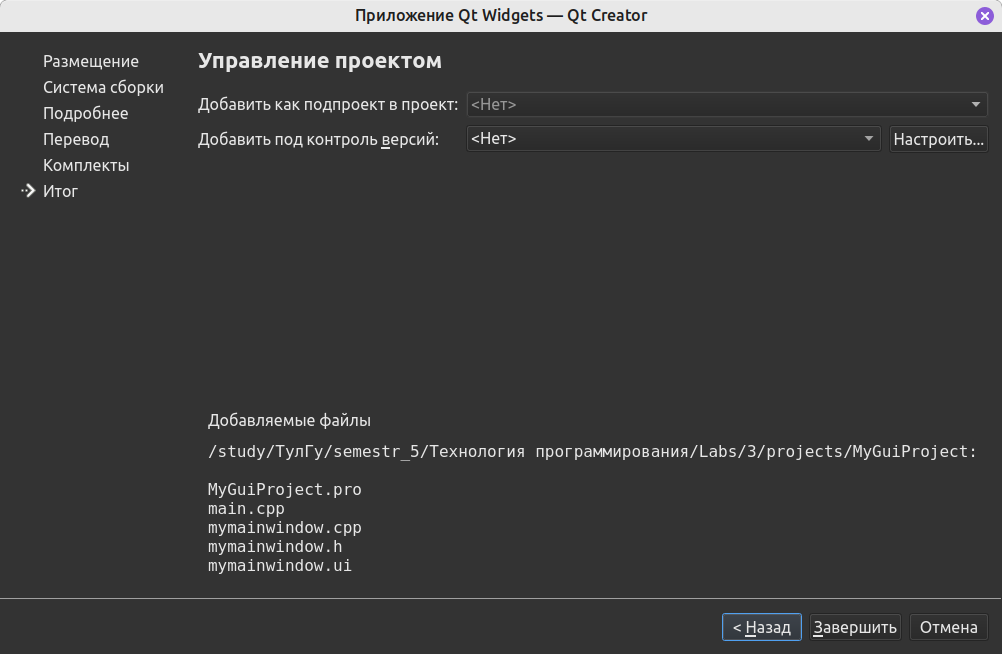 Приложение Qt Widgets — Qt Creator
Размещение
Система сборки
Подробнее
Перевод
Комплекты
Итог
Управление проектом
Добавить как подпроект в проект: <Нет>
Добавить под контроль версий: <Нет> Настроить...
Добавляемые файлы
/study/ТулГу/semestr_5/Технология программирования/Labs/3/projects/MyGuiProject:
MyGuiProject.pro
main.cpp
mymainwindow.cpp
mymainwindow.h
mymainwindow.ui
< Назад Завершить Отмена